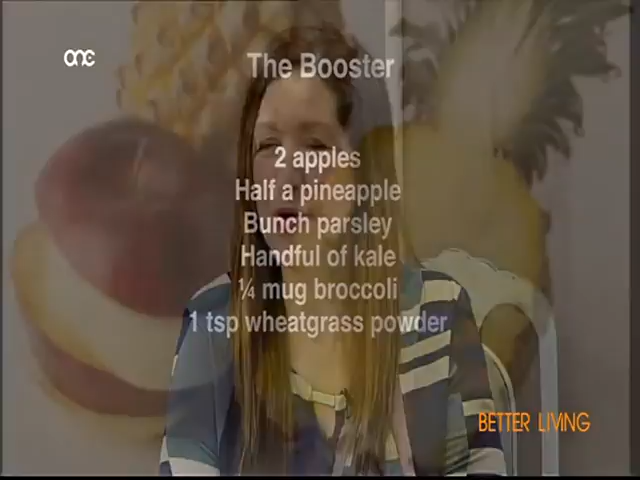 one
The Booster
2 apples
Half a pineapple
Bunch parsley
Handful of kale
¼ mug broccoli
1 tsp wheatgrass powder
BETTER LIVING